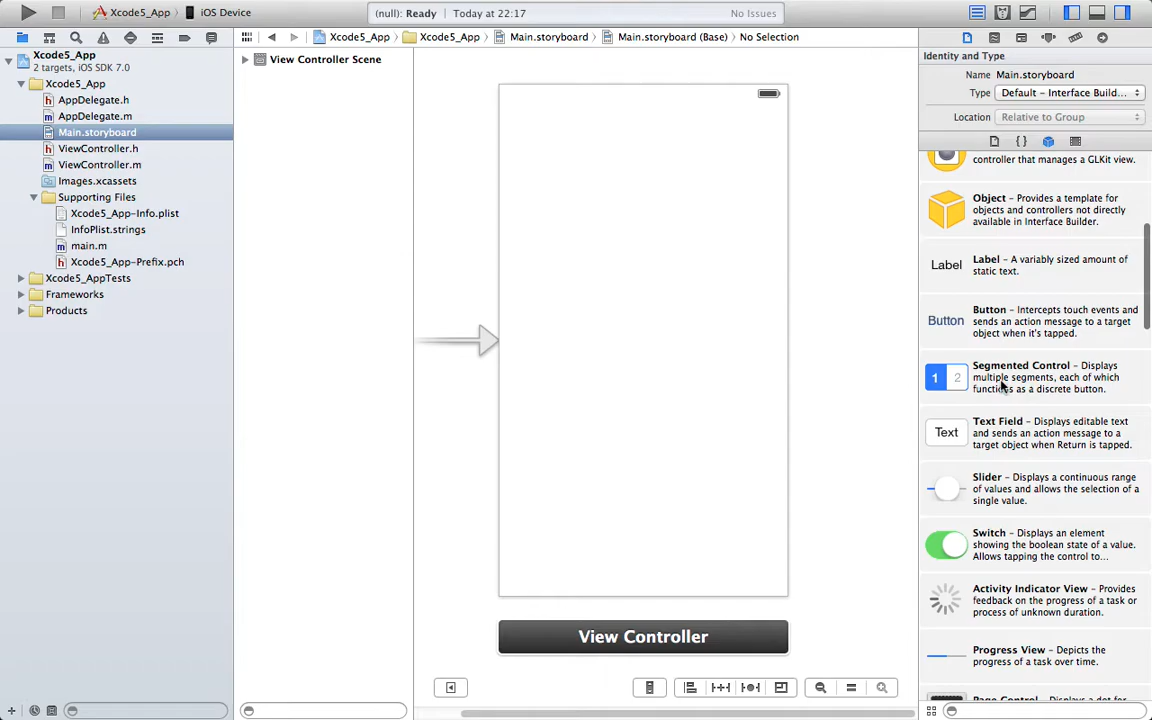 Xcode5_App
iOS Device
(null): Ready
Today at 22:17
No Issues
Xcode5_App
Xcode5_App
Main.storyboard
Main.storyboard (Base)
No Selection
Xcode5_App
2 targets, iOS SDK 7.0
Xcode5_App
AppDelegate.h
AppDelegate.m
Main.storyboard
ViewController.h
ViewController.m
Images.xcassets
Supporting Files
Xcode5_App-Info.plist
InfoPlist.strings
main.m
Xcode5_App-Prefix.pch
Xcode5_AppTests
Frameworks
Products
View Controller Scene
View Controller
Identity and Type
Name Main.storyboard
Type Default - Interface Build...
Location Relative to Group
controller that manages a GLKit view.
Object - Provides a template for
objects and controllers not directly
available in Interface Builder.
Label
Label - A variably sized amount of
static text.
Button
Button - Intercepts touch events and
sends an action message to a target
object when it's tapped.
1 2
Segmented Control - Displays
multiple segments, each of which
functions as a discrete button.
Text
Text Field - Displays editable text
and sends an action message to a
target object when Return is tapped.
Slider - Displays a continuous range
of values and allows the selection of a
single value.
Switch - Displays an element
showing the boolean state of a value.
Allows tapping the control to...
Activity Indicator View - Provides
feedback on the progress of a task or
process of unknown duration.
Progress View - Depicts the
progress of a task over time.
Page Control - Displays a dot for